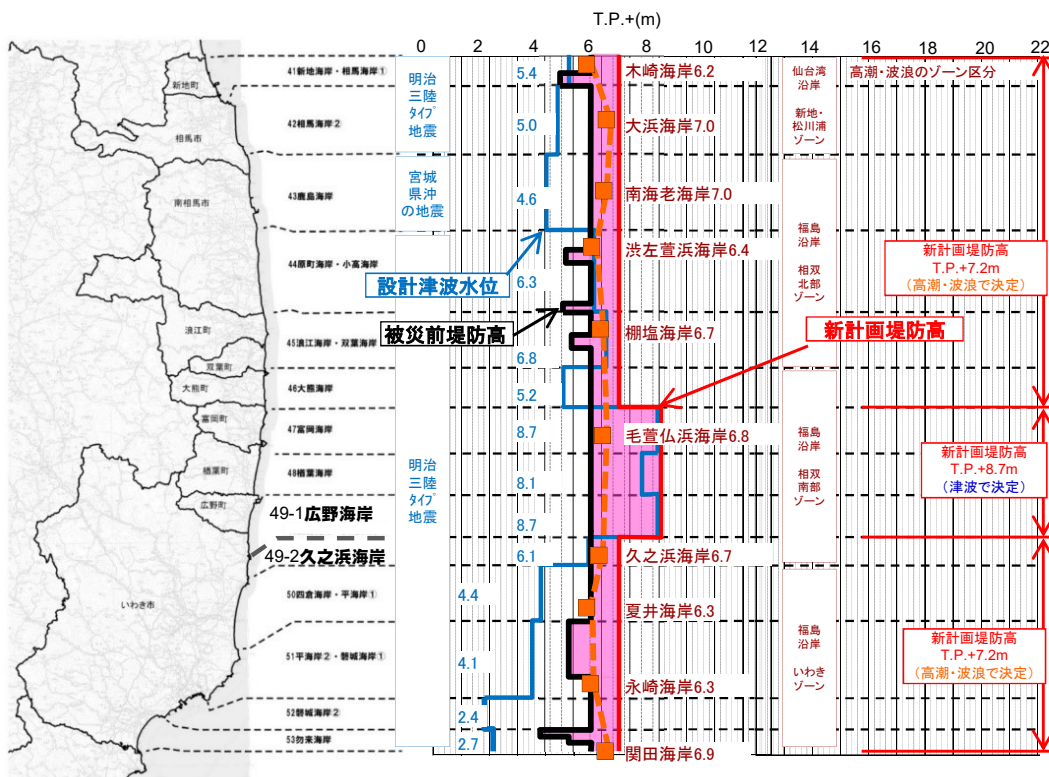 T.P.+(m)
0 2 4 6 8 10 12 13 14 16 18 20 22
41新地海岸・相馬海岸①
42相馬海岸②
43鹿島海岸
44原町海岸・小高海岸
45浪江海岸・双葉海岸
46大熊海岸
47富岡海岸
48楢葉海岸
49-1広野海岸
49-2久之浜海岸
50四倉海岸・平海岸①
51平海岸②・磐城海岸①
52磐城海岸②
53勿来海岸
新地町
相馬市
南相馬市
浪江町
双葉町
大熊町
富岡町
楢葉町
広野町
いわき市
明治
三陸
タイプ
地震
宮城
県沖
の地震
明治
三陸
タイプ
地震
5.4
5.0
4.6
6.3
6.8
5.2
8.7
8.1
8.7
6.1
4.4
4.1
2.4
2.7
設計津波水位
被災前堤防高
新計画堤防高
木崎海岸6.2
大浜海岸7.0
南海老海岸7.0
渋左萱浜海岸6.4
棚塩海岸6.7
毛萱仏浜海岸6.8
久之浜海岸6.7
夏井海岸6.3
永崎海岸6.3
関田海岸6.9
仙台湾
沿岸
新地・
松川浦
ゾーン
福島
沿岸
相双
北部
ゾーン
福島
沿岸
相双
南部
ゾーン
福島
沿岸
いわき
ゾーン
高潮・波浪のゾーン区分
新計画堤防高
T.P.+7.2m
(高潮・波浪で決定)
新計画堤防高
T.P.+8.7m
(津波で決定)
新計画堤防高
T.P.+7.2m
(高潮・波浪で決定)